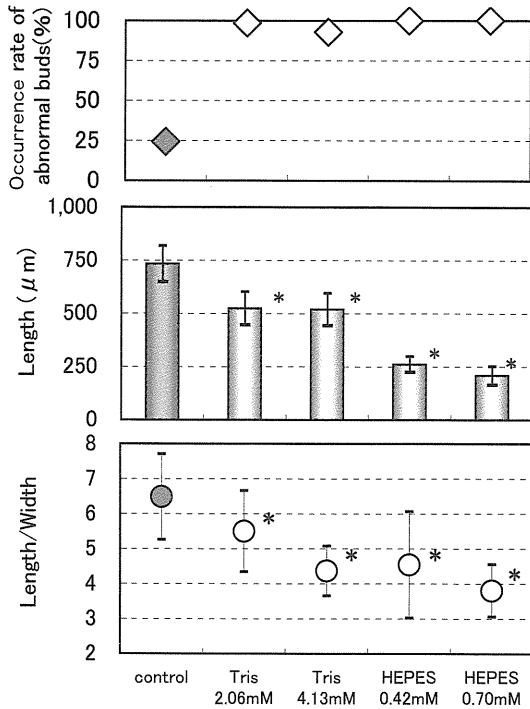 Occurrence rate of
abnormal buds(%)
100
75
50
25
0
Length (μm)
1,000
750
500
250
0
*
*
*
*
Length/Width
8
7
6
5
4
3
2
*
*
*
*
control
Tris
2.06mM
Tris
4.13mM
HEPES
0.42mM
HEPES
0.70mM